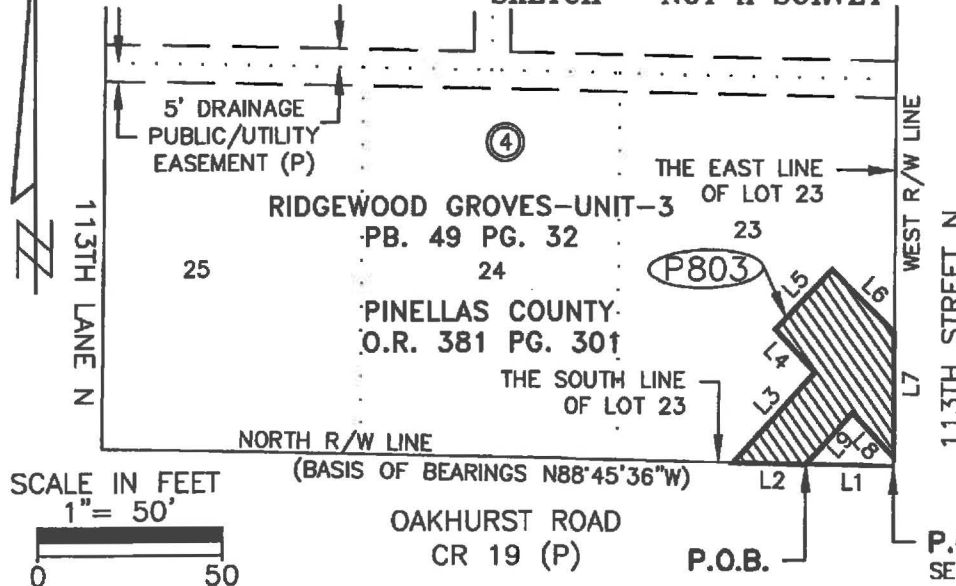 5' DRAINAGE
PUBLIC/UTILITY
EASEMENT (P)
4
THE EAST LINE
OF LOT 23
WEST R/W LINE
RIDGEWOOD GROVES-UNIT-3
PB. 49 PG. 32
23
113TH LANE N
25
24
P803
L5
L6
PINELLAS COUNTY
O.R. 381 PG. 301
L4
113TH STREET N
THE SOUTH LINE
OF LOT 23
L3
L7
NORTH R/W LINE
(BASIS OF BEARINGS N88°45'36"W)
L9
L8
L2
L1
SCALE IN FEET
1"= 50'
0
50
OAKHURST ROAD
CR 19 (P)
P.O.B.